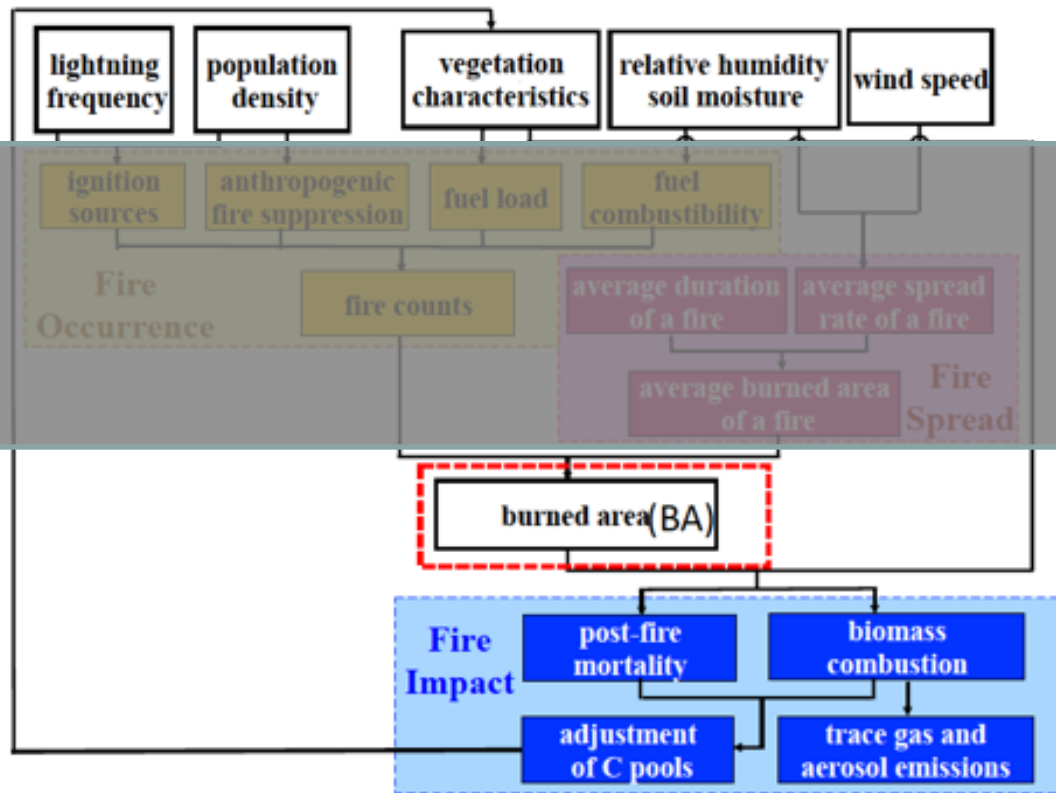 lightning
frequency
population
density
vegetation
characteristics
relative humidity
soil moisture
wind speed
ignition
sources
anthropogenic
fire suppression
fuel load
fuel
combustibility
Fire
Occurrence
fire counts
average duration
of a fire
average spread
rate of a fire
average burned area
of a fire
Fire
Spread
burned area(BA)
Fire
Impact
post-fire
mortality
biomass
combustion
adjustment
of C pools
trace gas and
aerosol emissions